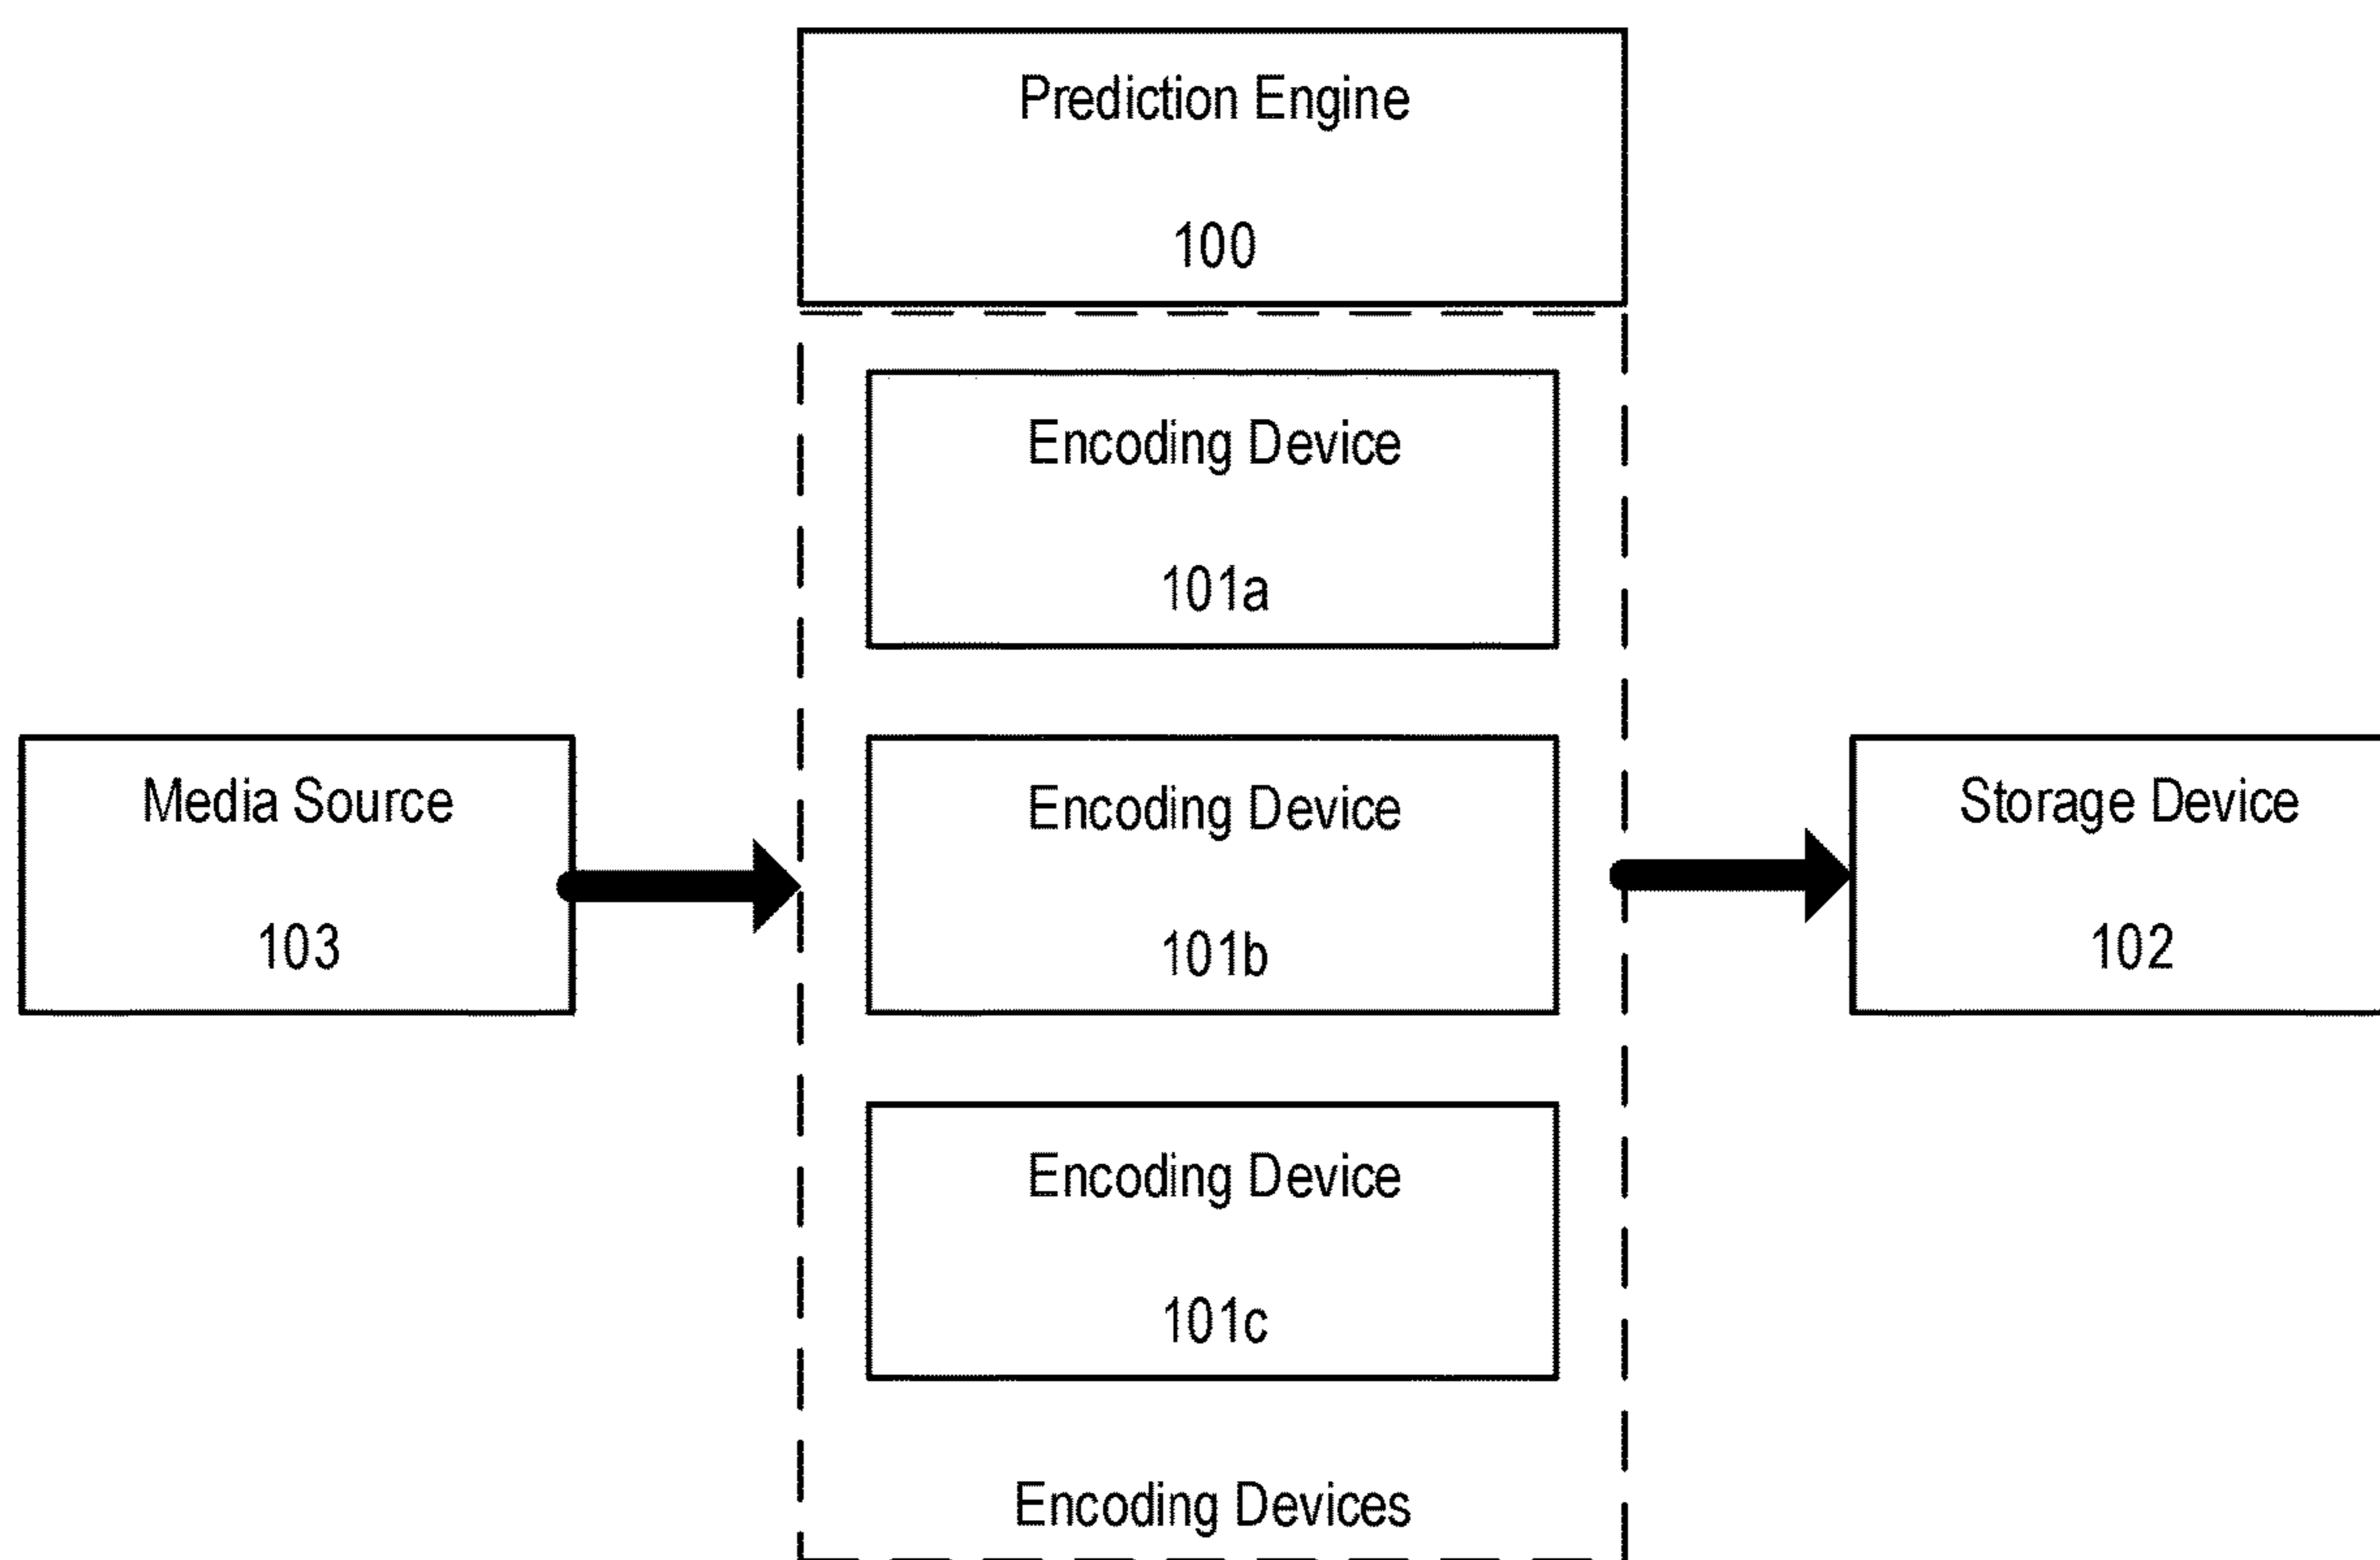 Prediction Engine
100
Encoding Device
101a
Media Source
103
Encoding Device
101b
Storage Device
102
Encoding Device
101c
Encoding Devices